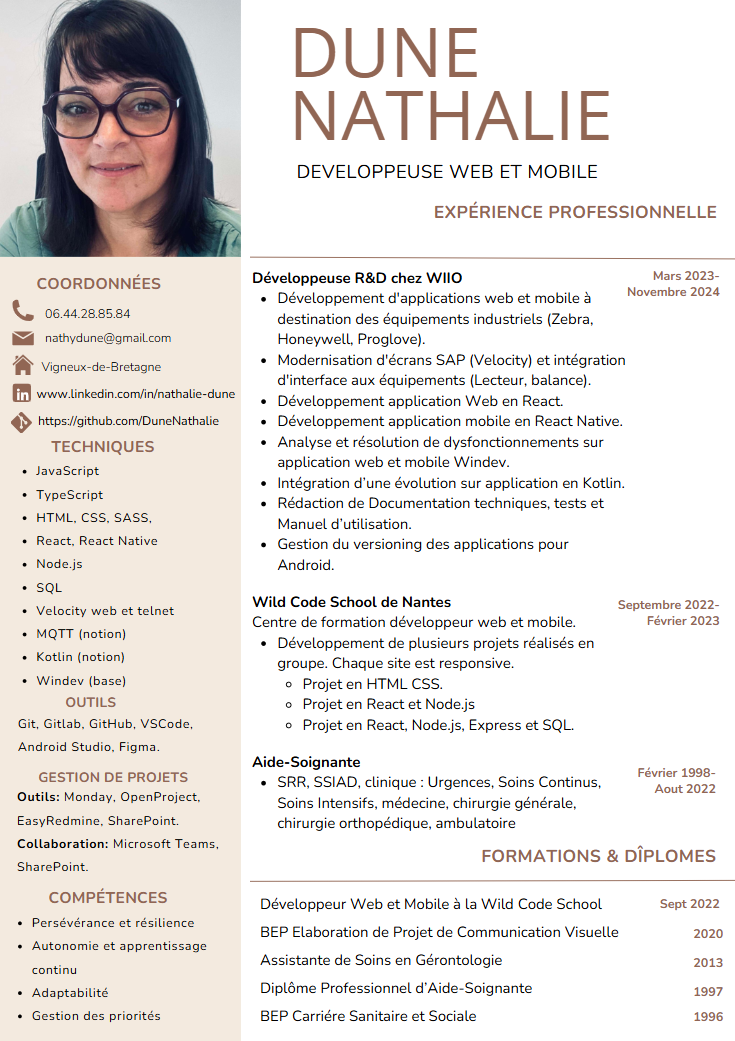 DUNE
NATHALIE
DEVELOPPEUSE WEB ET MOBILE
EXPÉRIENCE PROFESSIONNELLE
COORDONNÉES
06.44.28.85.84
nathydune@gmail.com
Vigneux-de-Bretagne
www.linkedin.com/in/nathalie-dune
https://github.com/DuneNathalie
TECHNIQUES
JavaScript
TypeScript
HTML, CSS, SASS,
React, React Native
Node.js
SQL
Velocity web et telnet
MQTT (notion)
Kotlin (notion)
Windev (base)
OUTILS
Git, Gitlab, GitHub, VSCode,
Android Studio, Figma.
GESTION DE PROJETS
Outils: Monday, OpenProject,
EasyRedmine, SharePoint.
Collaboration: Microsoft Teams,
SharePoint.
COMPÉTENCES
Persévérance et résilience
Autonomie et apprentissage
continu
Adaptabilité
Gestion des priorités
Développeuse R&D chez WIIO
Mars 2023-
Novembre 2024
Développement d'applications web et mobile à
destination des équipements industriels (Zebra,
Honeywell, Proglove).
Modernisation d'écrans SAP (Velocity) et intégration
d'interface aux équipements (Lecteur, balance).
Développement application Web en React.
Développement application mobile en React Native.
Analyse et résolution de dysfonctionnements sur
application web et mobile Windev.
Intégration d’une évolution sur application en Kotlin.
Rédaction de Documentation techniques, tests et
Manuel d’utilisation.
Gestion du versioning des applications pour
Android.
Wild Code School de Nantes
Septembre 2022-
Février 2023
Centre de formation développeur web et mobile.
Développement de plusieurs projets réalisés en
groupe. Chaque site est responsive.
Projet en HTML CSS.
Projet en React et Node.js
Projet en React, Node.js, Express et SQL.
Aide-Soignante
Février 1998-
Aout 2022
SRR, SSIAD, clinique : Urgences, Soins Continus,
Soins Intensifs, médecine, chirurgie générale,
chirurgie orthopédique, ambulatoire
FORMATIONS & DÎPLOMES
Développeur Web et Mobile à la Wild Code School Sept 2022
BEP Elaboration de Projet de Communication Visuelle 2020
Assistante de Soins en Gérontologie 2013
Diplôme Professionnel d’Aide-Soignante 1997
BEP Carriére Sanitaire et Sociale 1996